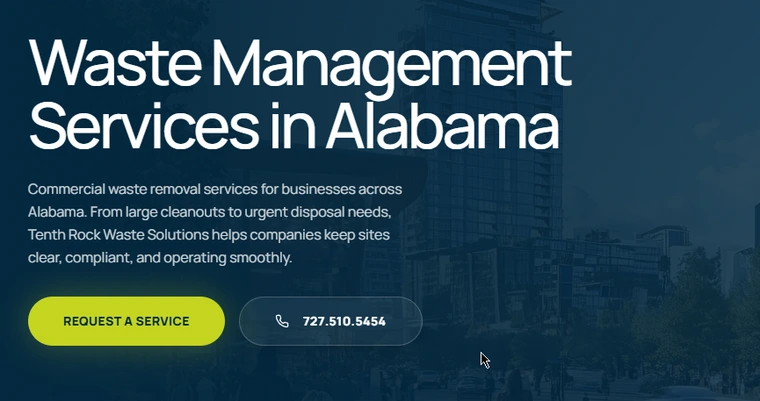 Waste Management
Services in Alabama
Commercial waste removal services for businesses across
Alabama. From large cleanouts to urgent disposal needs,
Tenth Rock Waste Solutions helps companies keep sites
clear, compliant, and operating smoothly.
REQUEST A SERVICE
727.510.5454